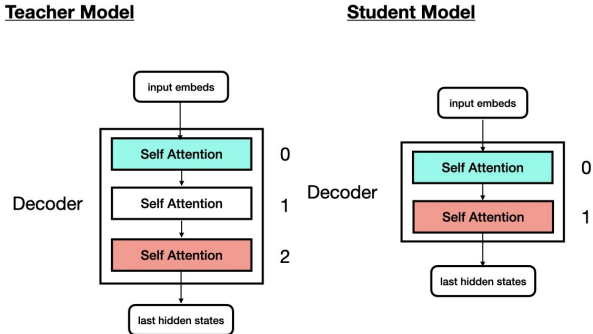 Teacher Model
input embeds
Decoder
Self Attention
0
Self Attention
1
Self Attention
2
last hidden states
Student Model
input embeds
Decoder
Self Attention
0
Self Attention
1
last hidden states